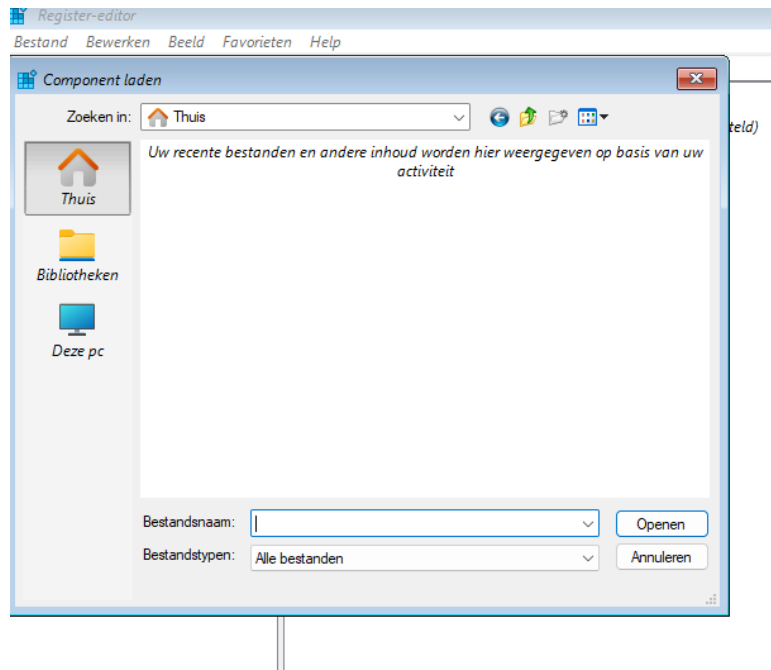 Register-editor
Bestand Bewerken Beeld Favorieten Help
Component laden
Zoeken in: Thuis
teld)
Uw recente bestanden en andere inhoud worden hier weergegeven op basis van uw
activiteit
Thuis
Bibliotheken
Deze pc
Bestandsnaam: Openen
Bestandstypen: Alle bestanden Annuleren